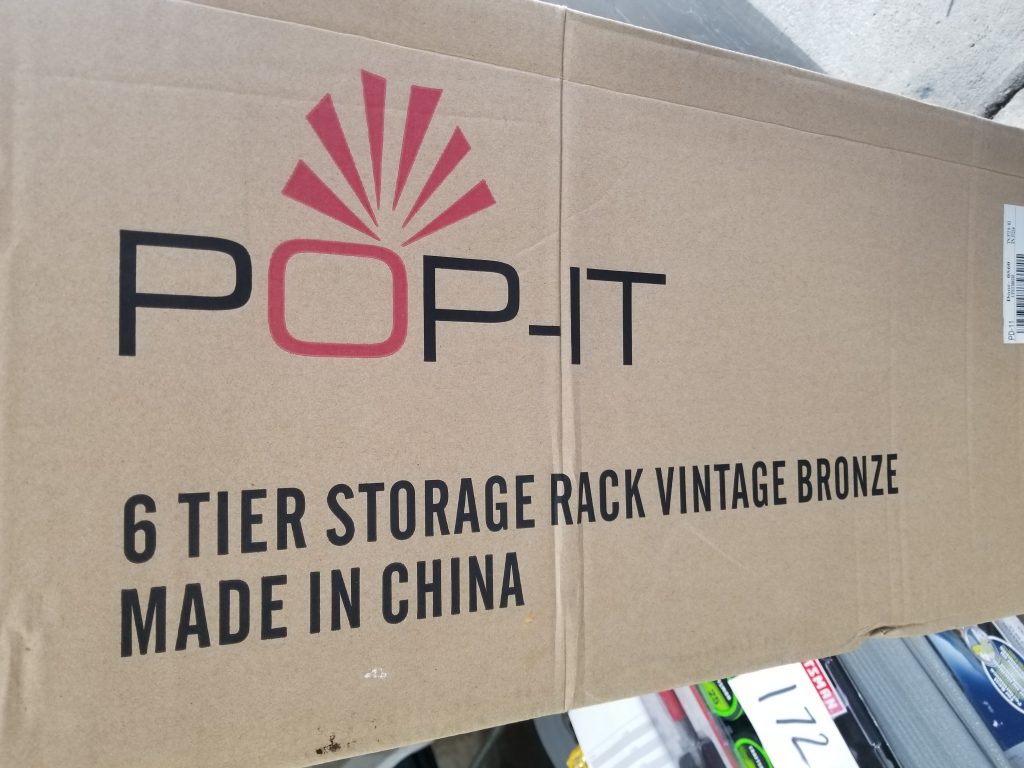 POP-IT
6 TIER STORAGE RACK VINTAGE BRONZE
MADE IN CHINA
172